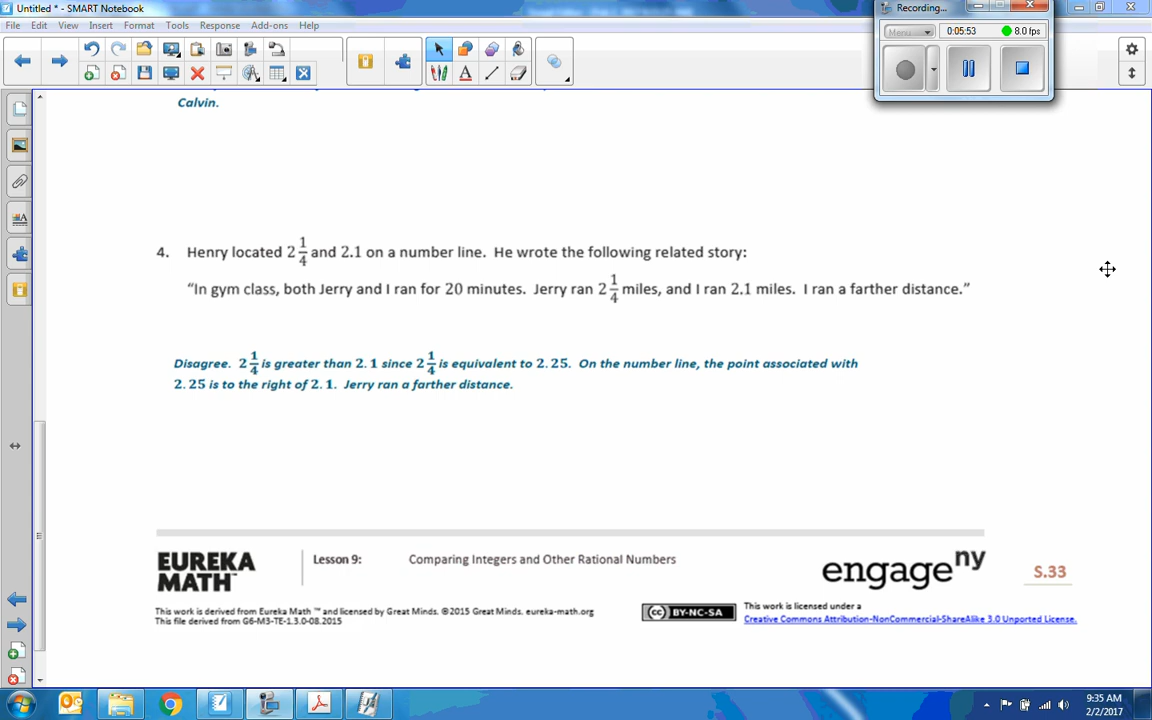 Untitled * - SMART Notebook
Recording...
File Edit View Insert Format Tools Response Add-ons Help
Menu 0:05:53 8.0 fps
Calvin.
4. Henry located 2 1/4 and 2.1 on a number line. He wrote the following related story:
“In gym class, both Jerry and I ran for 20 minutes. Jerry ran 2 1/4 miles, and I ran 2.1 miles. I ran a farther distance.”
Disagree. 2 1/4 is greater than 2.1 since 2 1/4 is equivalent to 2.25. On the number line, the point associated with
2.25 is to the right of 2.1. Jerry ran a farther distance.
EUREKA
MATH™
Lesson 9: Comparing Integers and Other Rational Numbers
engage ny
S.33
This work is derived from Eureka Math ™ and licensed by Great Minds. ©2015 Great Minds. eureka-math.org
This file derived from G6-M3-TE-1.3.0-08.2015
(cc) BY-NC-SA
This work is licensed under a
Creative Commons Attribution-NonCommercial-ShareAlike 3.0 Unported License.
9:35 AM
2/2/2017